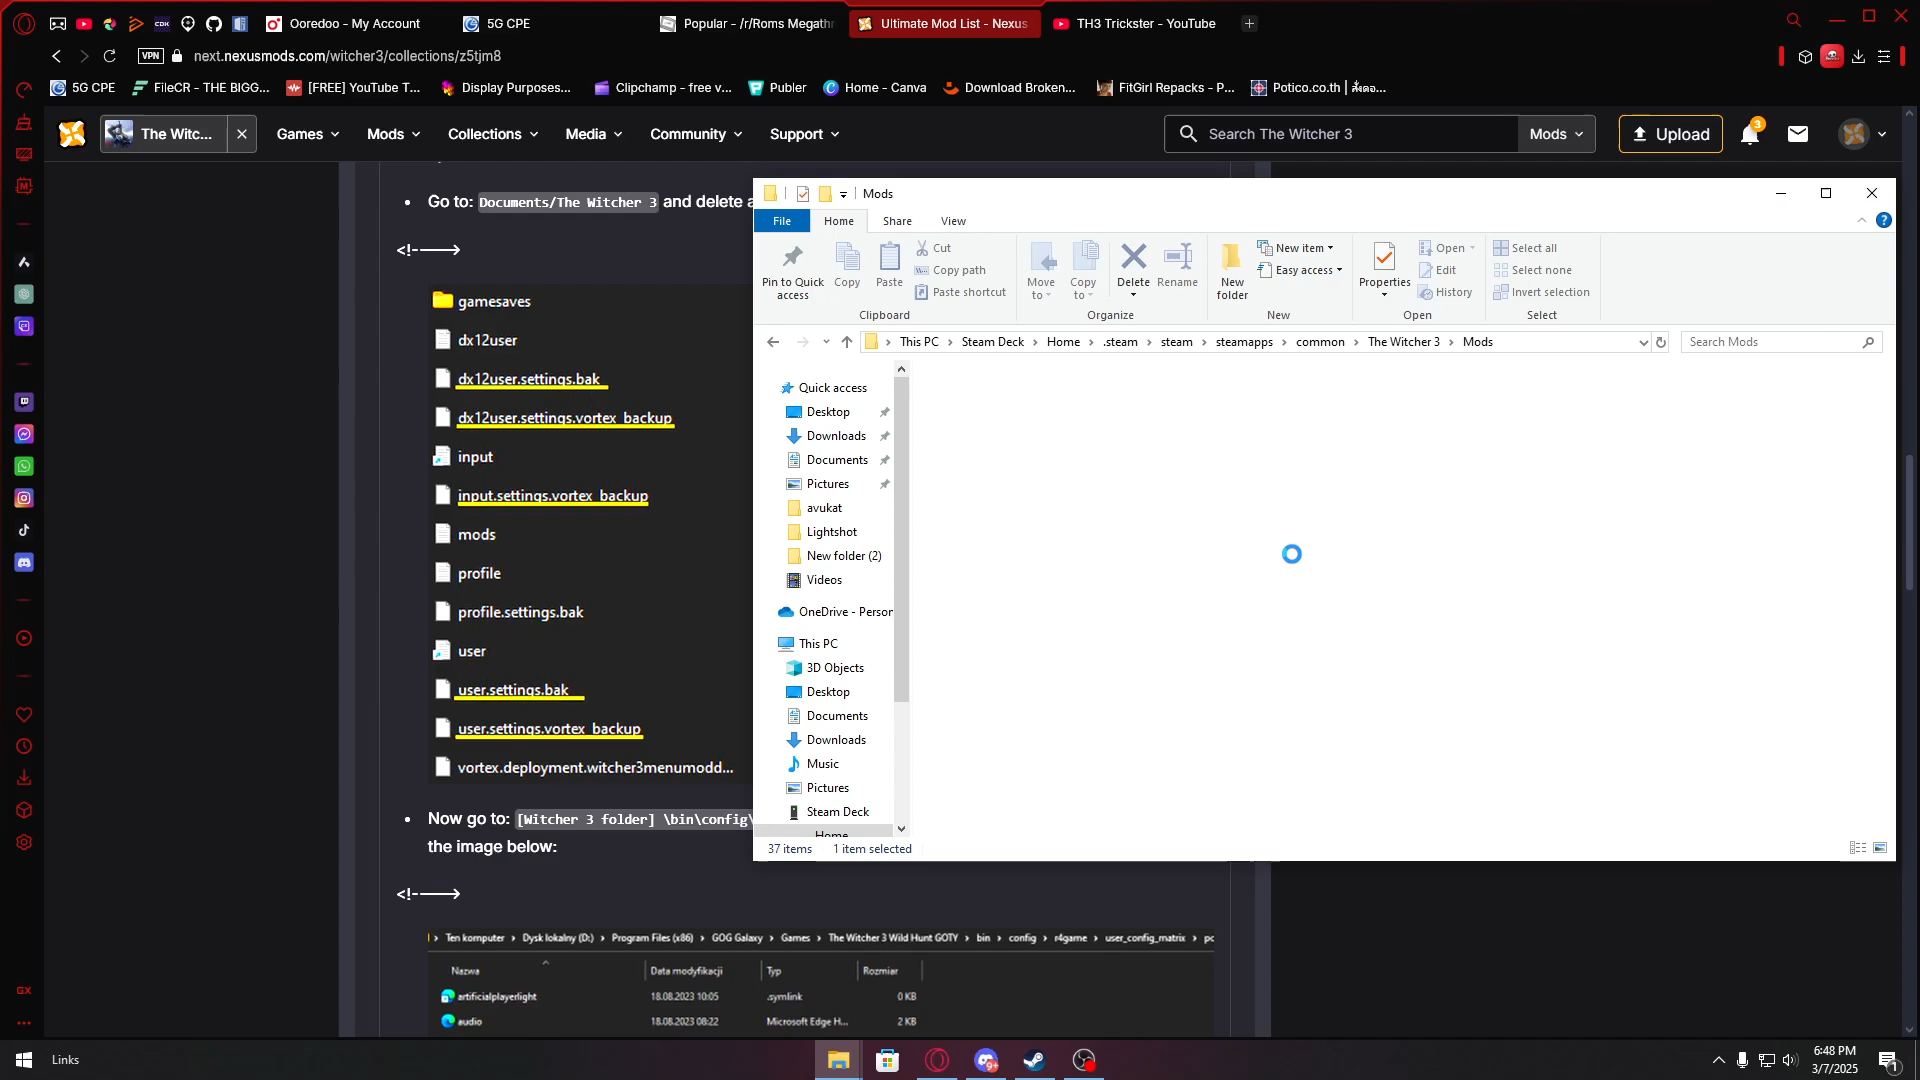 Ooredoo - My Account
5G CPE
Popular - /r/Roms Megathr
Ultimate Mod List - Nexus
TH3 Trickster - YouTube
VPN
next.nexusmods.com/witcher3/collections/z5tjm8
5G CPE
FileCR - THE BIGG...
[FREE] YouTube T...
Display Purposes...
Clipchamp - free v...
Publer
Home - Canva
Download Broken...
FitGirl Repacks - P...
The Witc...
Games
Mods
Collections
Media
Community
Support
Search The Witcher 3
Mods
Upload
3
Go to: Documents/The Witcher 3 and delete a
<!---->
gamesaves
dx12user
dx12user.settings.bak
dx12user.settings.vortex_backup
input
input.settings.vortex_backup
mods
profile
profile.settings.bak
user
user.settings.bak
user.settings.vortex_backup
vortex.deployment.witcher3menumodd...
Now go to: [Witcher 3 folder] \bin\config\
the image below:
<!---->
Ten komputer > Dysk lokalny (D:) > Program Files (x86) > GOG Galaxy > Games > The Witcher 3 Wild Hunt GOTY > bin > config > r4game > user_config_matrix > pc
Nazwa Data modyfikacji Typ Rozmiar
artificialplayerlight 18.08.2023 10:05 .symlink 0 KB
audio 18.08.2023 08:22 Microsoft Edge H... 2 KB
Mods
File Home Share View
Pin to Quick access
Copy
Paste
Cut
Copy path
Paste shortcut
Clipboard
Move to
Copy to
Delete
Rename
Organize
New folder
New item
Easy access
New
Properties
Open
Edit
History
Open
Select all
Select none
Invert selection
Select
This PC > Steam Deck > Home > .steam > steam > steamapps > common > The Witcher 3 > Mods
Search Mods
Quick access
Desktop
Downloads
Documents
Pictures
avukat
Lightshot
New folder (2)
Videos
OneDrive - Person
This PC
3D Objects
Desktop
Documents
Downloads
Music
Pictures
Steam Deck
Home
37 items 1 item selected
GX
Links
6:48 PM
3/7/2025